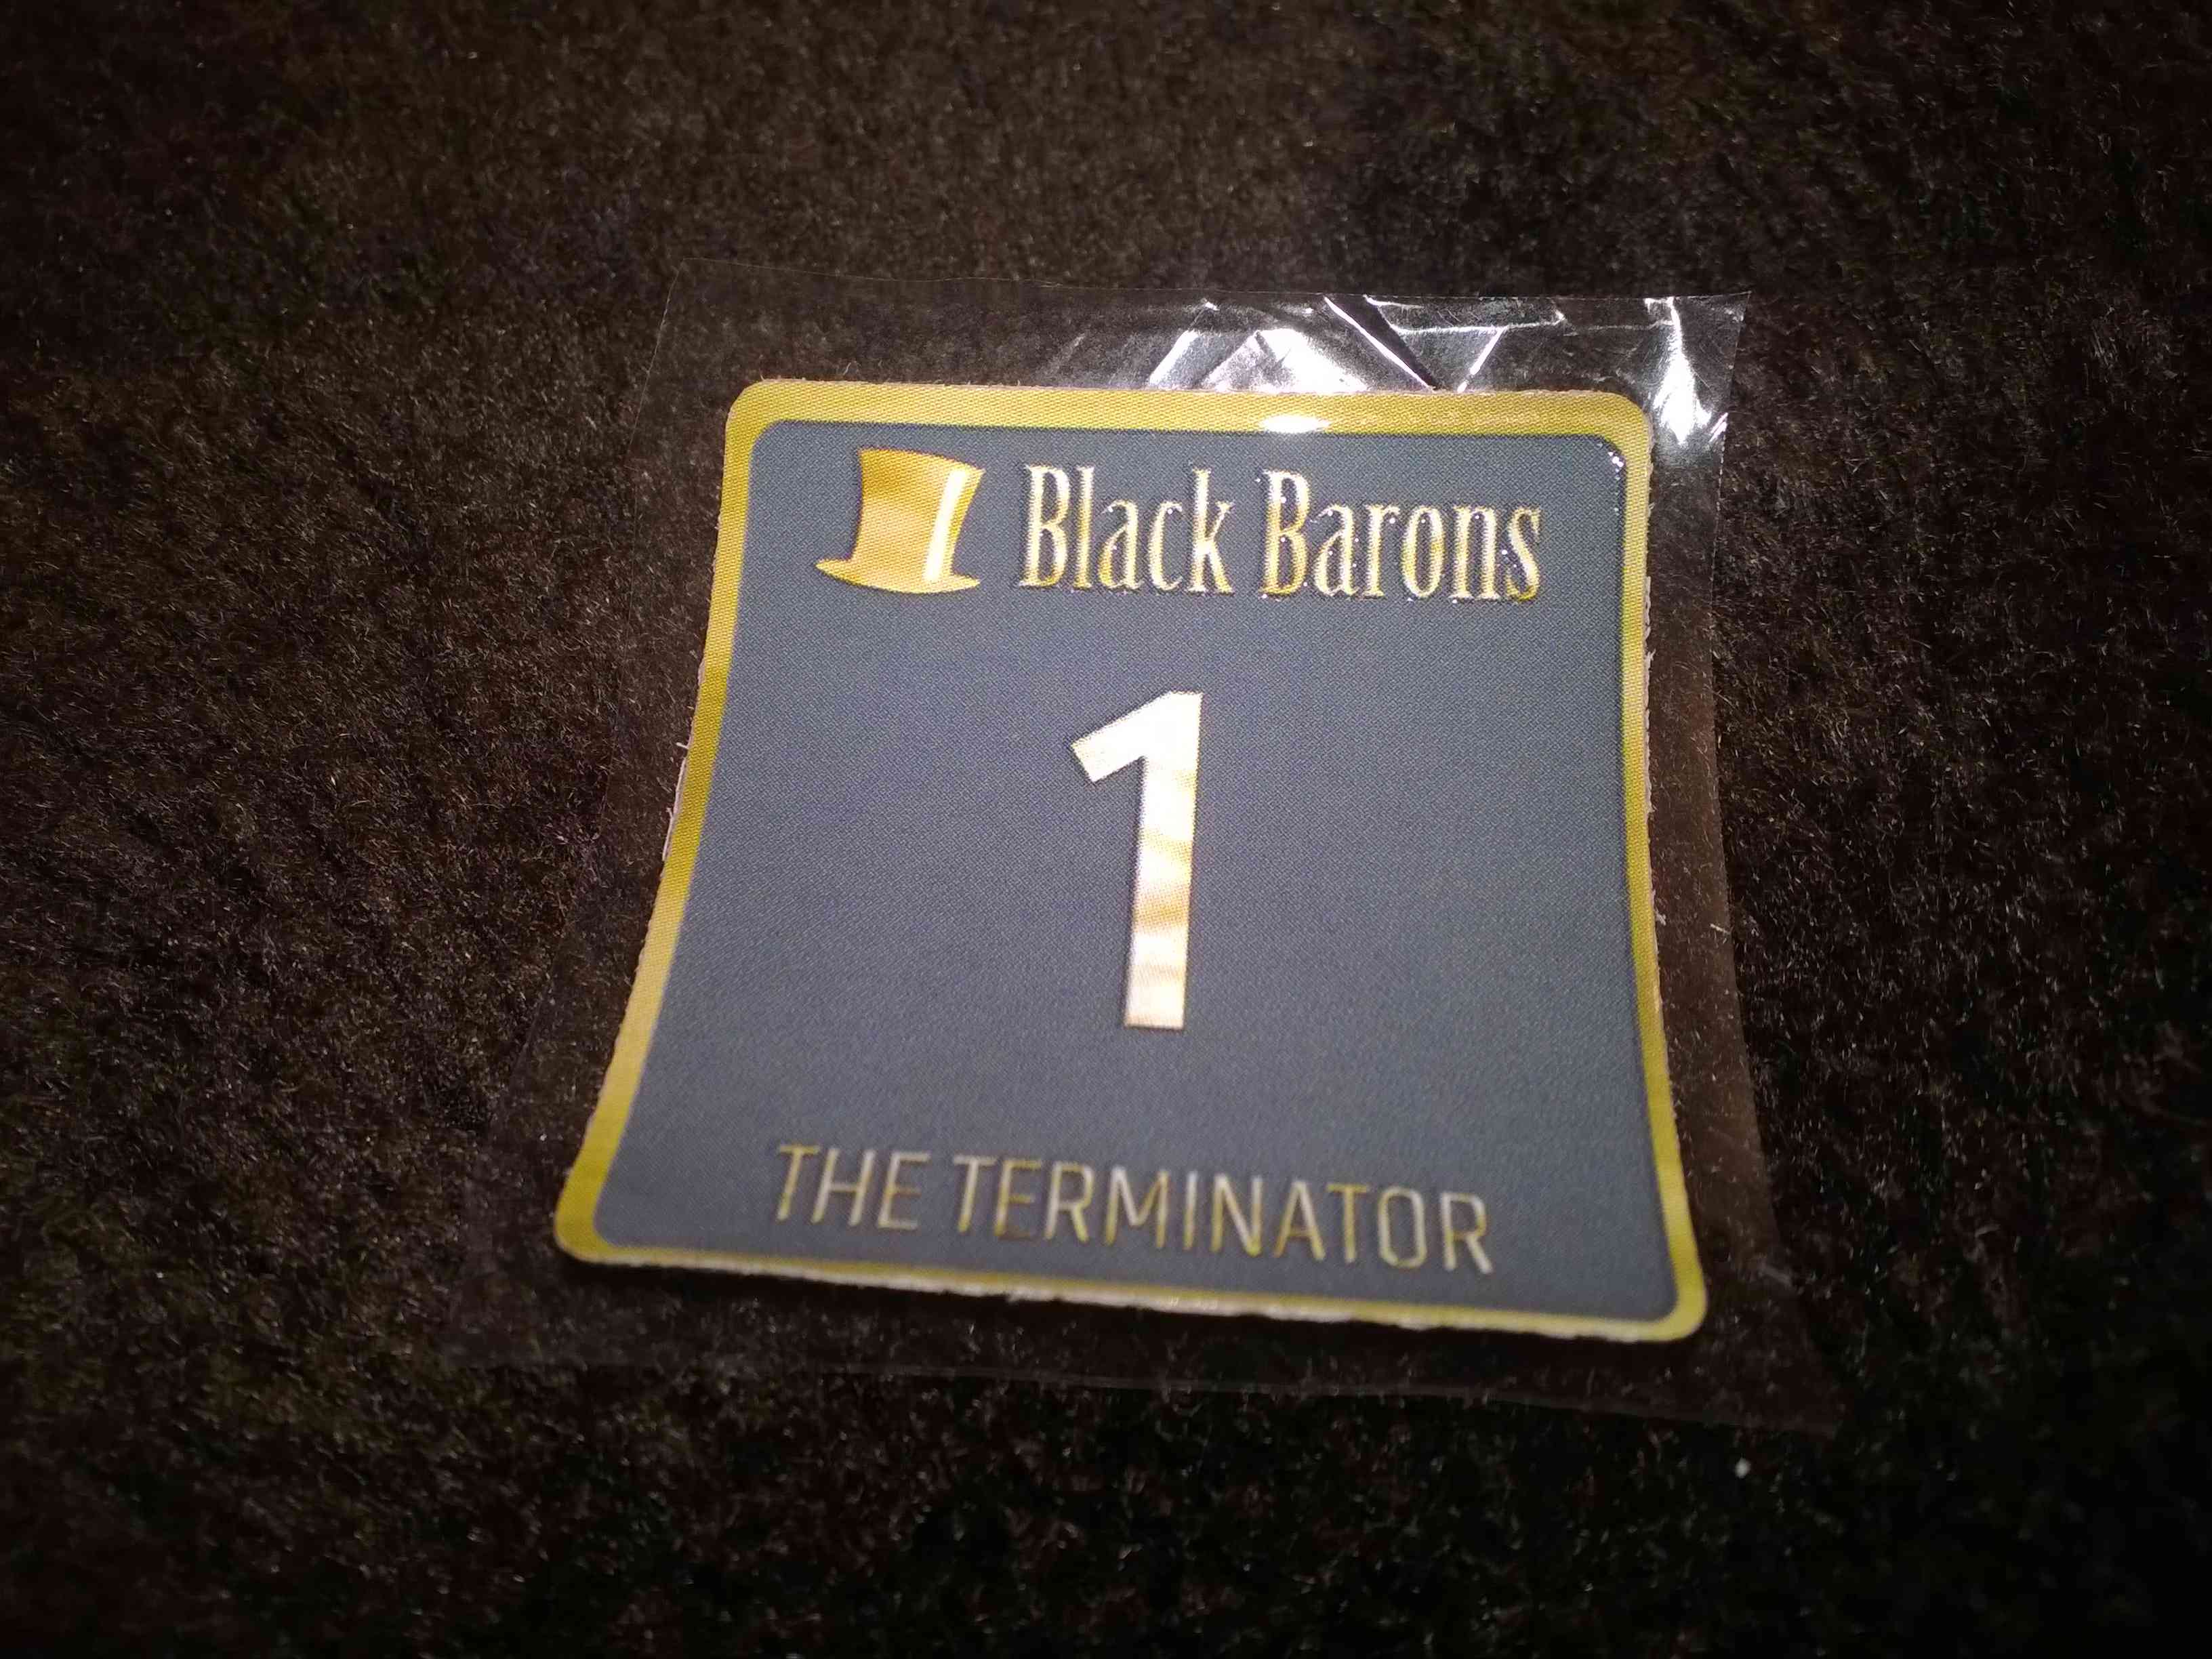 Black Barons
1
THE TERMINATOR